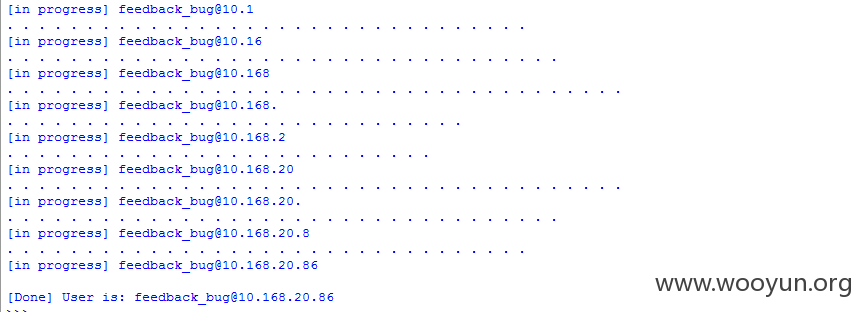 [in progress] feedback_bug@10.1
. . . . . . . . . . . . . . . . . . . . . . . . . . . . . . . . .
[in progress] feedback_bug@10.16
. . . . . . . . . . . . . . . . . . . . . . . . . . . . . . . . . . .
[in progress] feedback_bug@10.168
. . . . . . . . . . . . . . . . . . . . . . . . . . . . . . . . . . . . . . .
[in progress] feedback_bug@10.168.
. . . . . . . . . . . . . . . . . . . . . . . . . . . . .
[in progress] feedback_bug@10.168.2
. . . . . . . . . . . . . . . . . . . . . . . . . . .
[in progress] feedback_bug@10.168.20
. . . . . . . . . . . . . . . . . . . . . . . . . . . . . . . . . . . . . . .
[in progress] feedback_bug@10.168.20.
. . . . . . . . . . . . . . . . . . . . . . . . . . . . . . . . . . .
[in progress] feedback_bug@10.168.20.8
. . . . . . . . . . . . . . . . . . . . . . . . . . . . . . . . .
[in progress] feedback_bug@10.168.20.86
[Done] User is: feedback_bug@10.168.20.86
www.wooyun.org
>>>